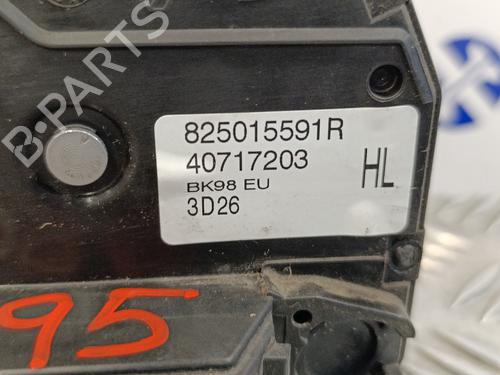 B-PARTS
825015591R
40717203
BK98 EU
3D26
HL
95